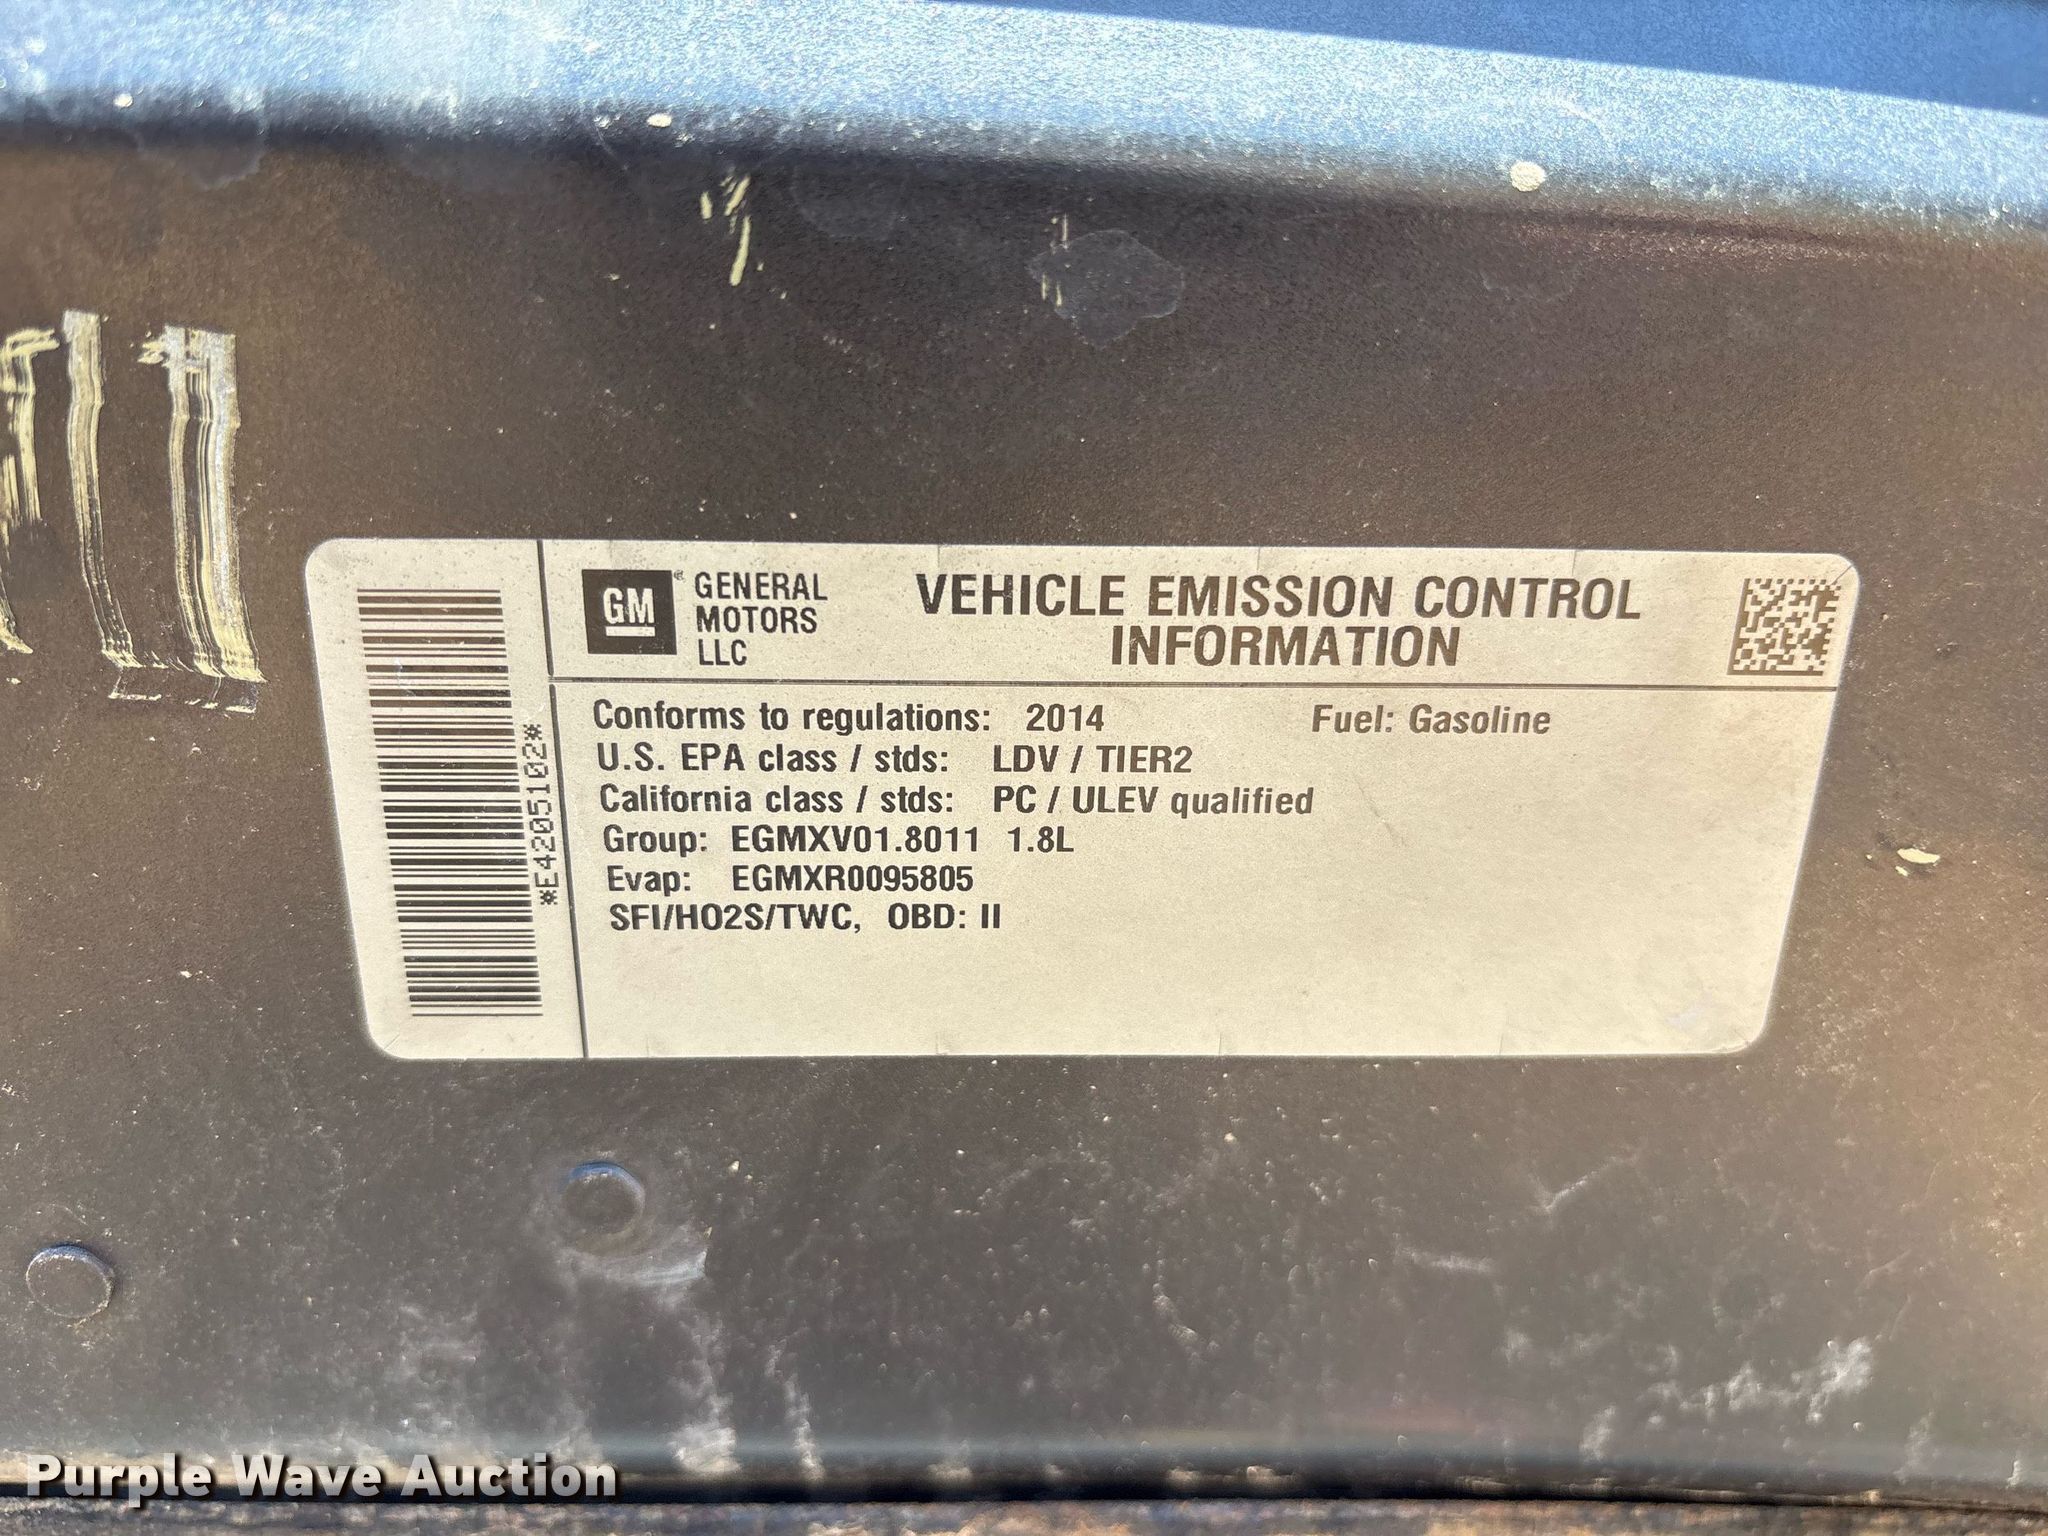 GM
®
GENERAL
MOTORS
LLC
VEHICLE EMISSION CONTROL
INFORMATION
*E4205102*
Conforms to regulations: 2014 Fuel: Gasoline
U.S. EPA class / stds: LDV / TIER2
California class / stds: PC / ULEV qualified
Group: EGMXV01.8011 1.8L
Evap: EGMXR0095805
SFI/HO2S/TWC, OBD: II
Purple Wave Auction